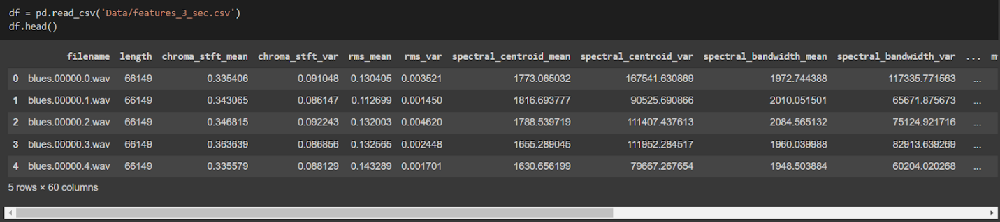 df = pd.read_csv('Data/features_3_sec.csv')
df.head()
filename length chroma_stft_mean chroma_stft_var rms_mean rms_var spectral_centroid_mean spectral_centroid_var spectral_bandwidth_mean spectral_bandwidth_var ...
0 blues.00000.0.wav 66149 0.335406 0.091048 0.130405 0.003521 1773.065032 167541.630869 1972.744388 117335.771563 ...
1 blues.00000.1.wav 66149 0.343065 0.086147 0.112699 0.001450 1816.693777 90525.690866 2010.051501 65671.875673 ...
2 blues.00000.2.wav 66149 0.346815 0.092243 0.132003 0.004620 1788.539719 111407.437613 2084.565132 75124.921716 ...
3 blues.00000.3.wav 66149 0.363639 0.086856 0.132565 0.002448 1655.289045 111952.284517 1960.039988 82913.639269 ...
4 blues.00000.4.wav 66149 0.335579 0.088129 0.143289 0.001701 1630.656199 79667.267654 1948.503884 60204.020268 ...
5 rows × 60 columns